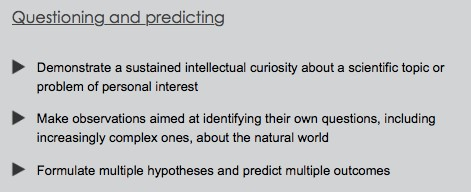 Questioning and predicting
Demonstrate a sustained intellectual curiosity about a scientific topic or
problem of personal interest
Make observations aimed at identifying their own questions, including
increasingly complex ones, about the natural world
Formulate multiple hypotheses and predict multiple outcomes